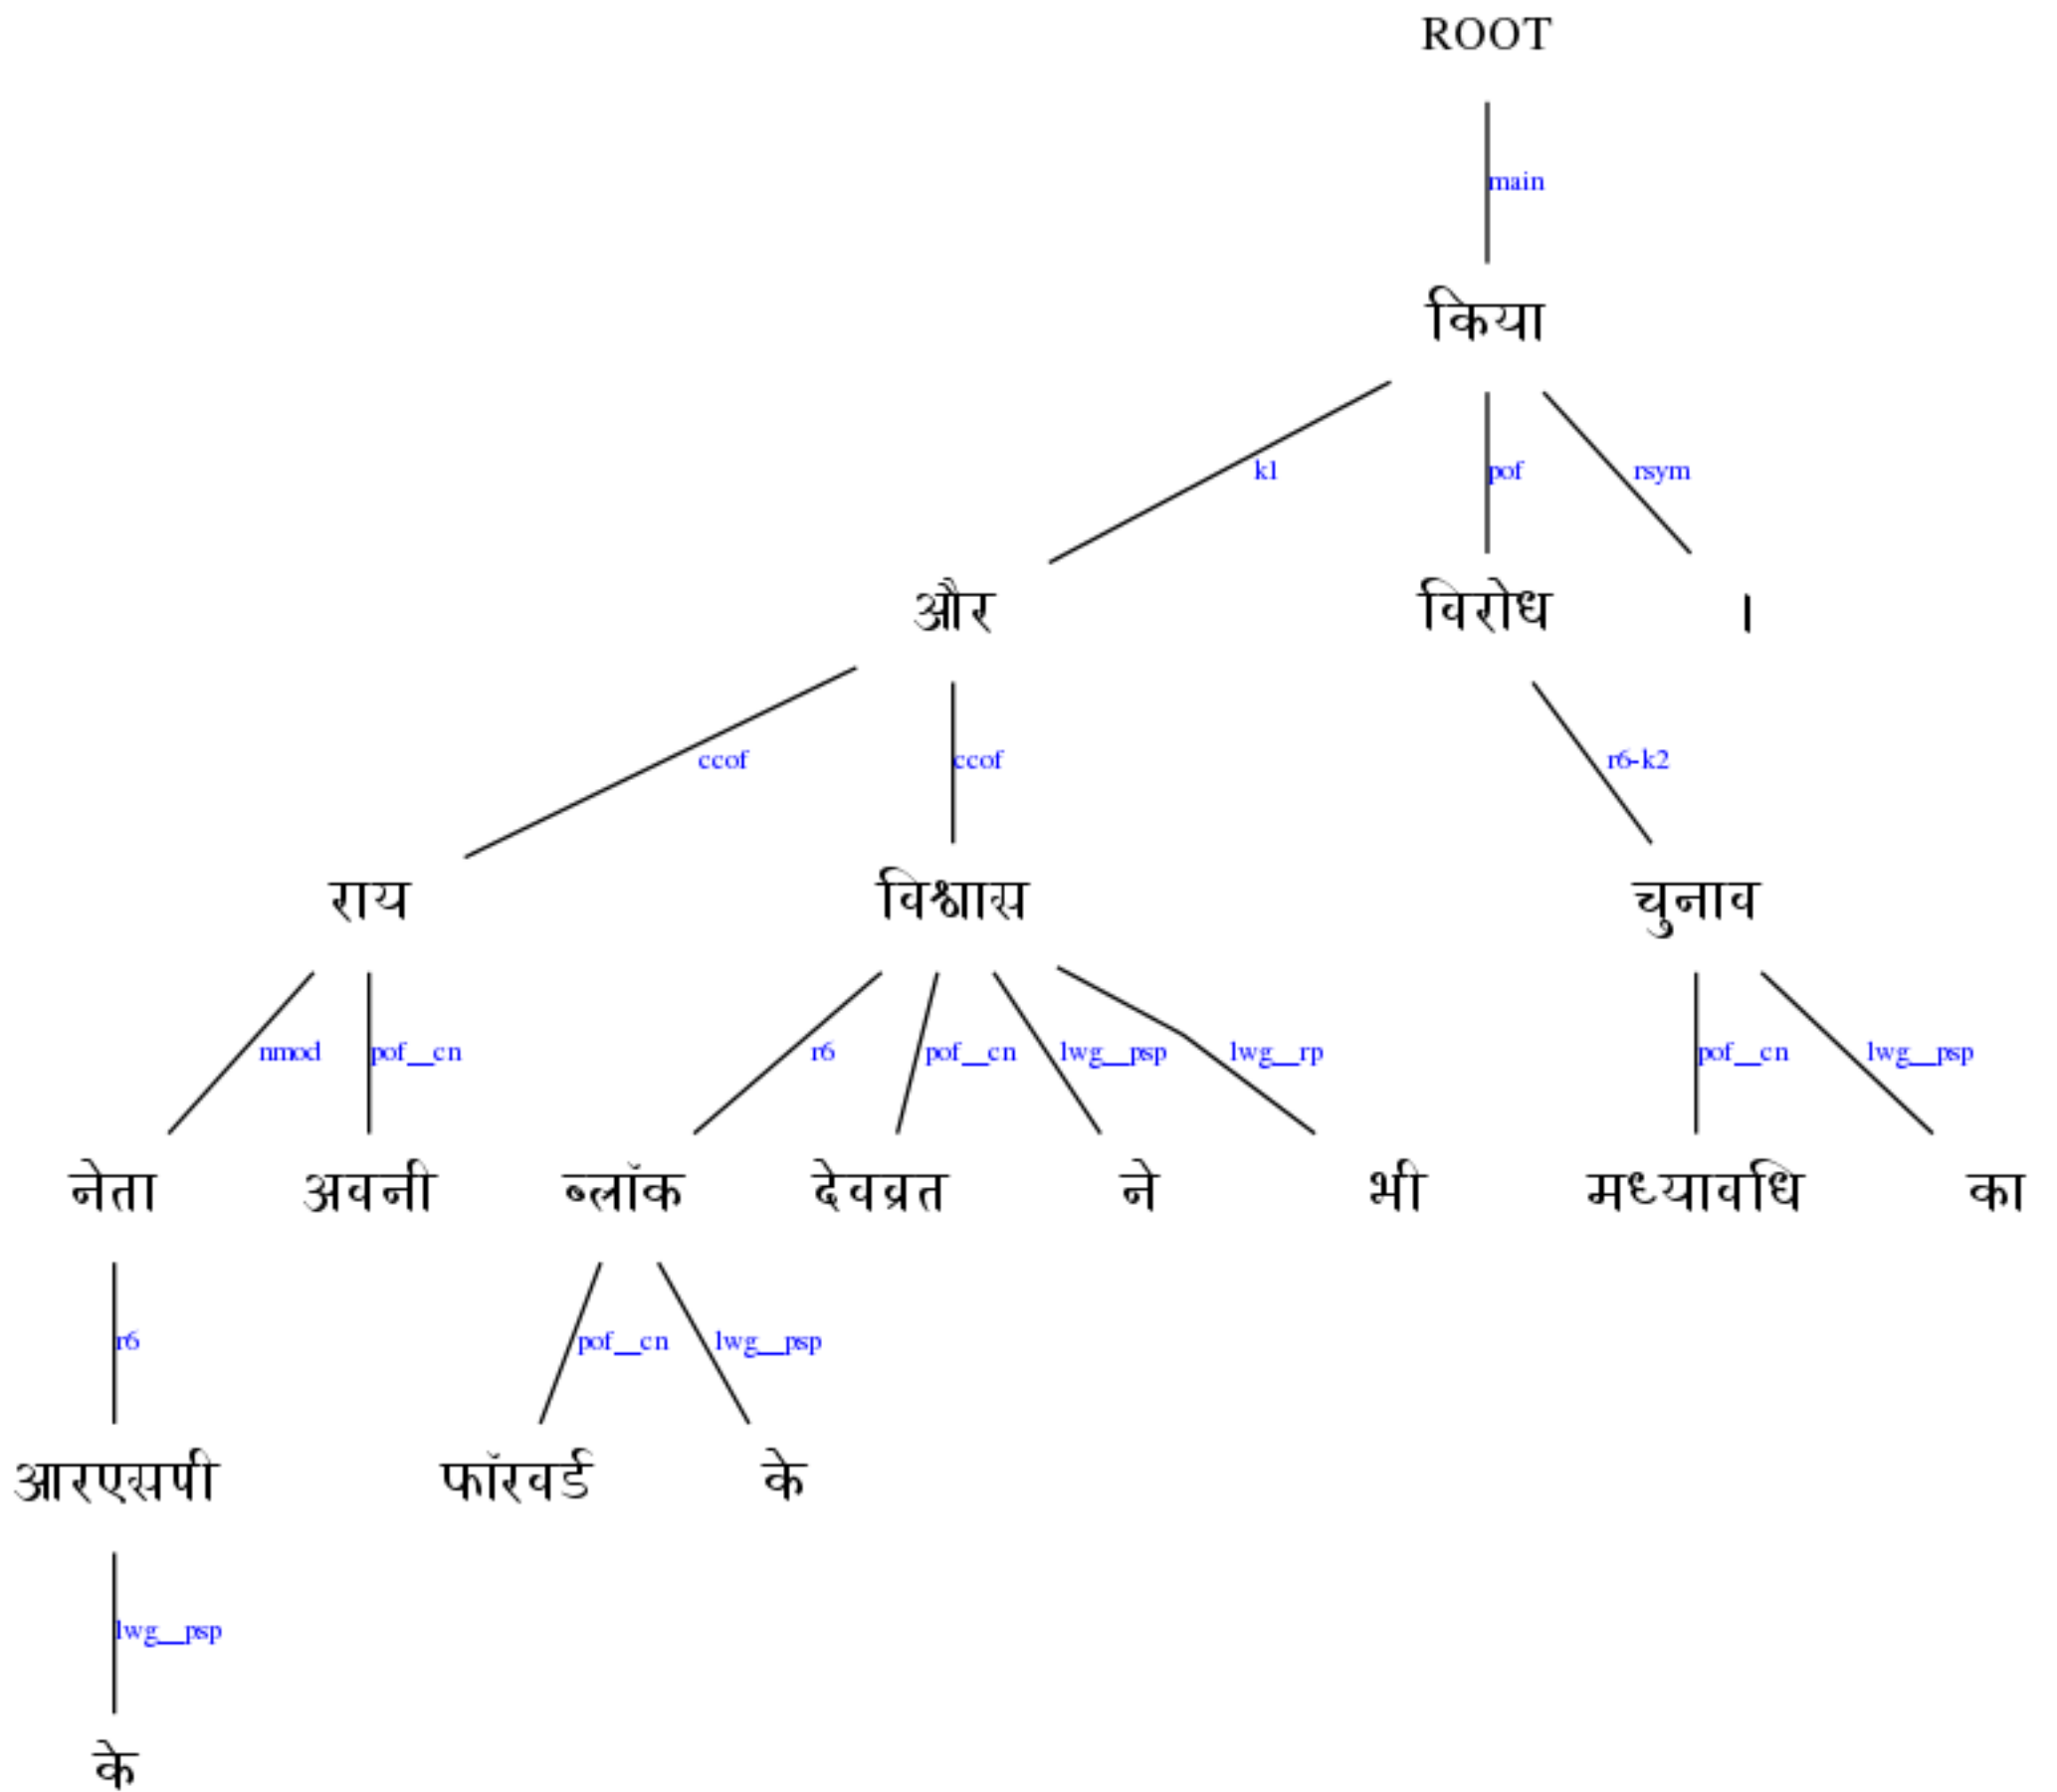 ROOT
main
किया
k1 pof rsym
और विरोध ।
ccof ccof r6-k2
राय विश्वास चुनाव
nmod pof__cn r6 pof__cn lwg__psp lwg__rp pof__cn lwg__psp
नेता अवनी ब्लॉक देवव्रत ने भी मध्यावधि का
r6 pof__cn lwg__psp
आरएसपी फॉरवर्ड के
lwg__psp
के